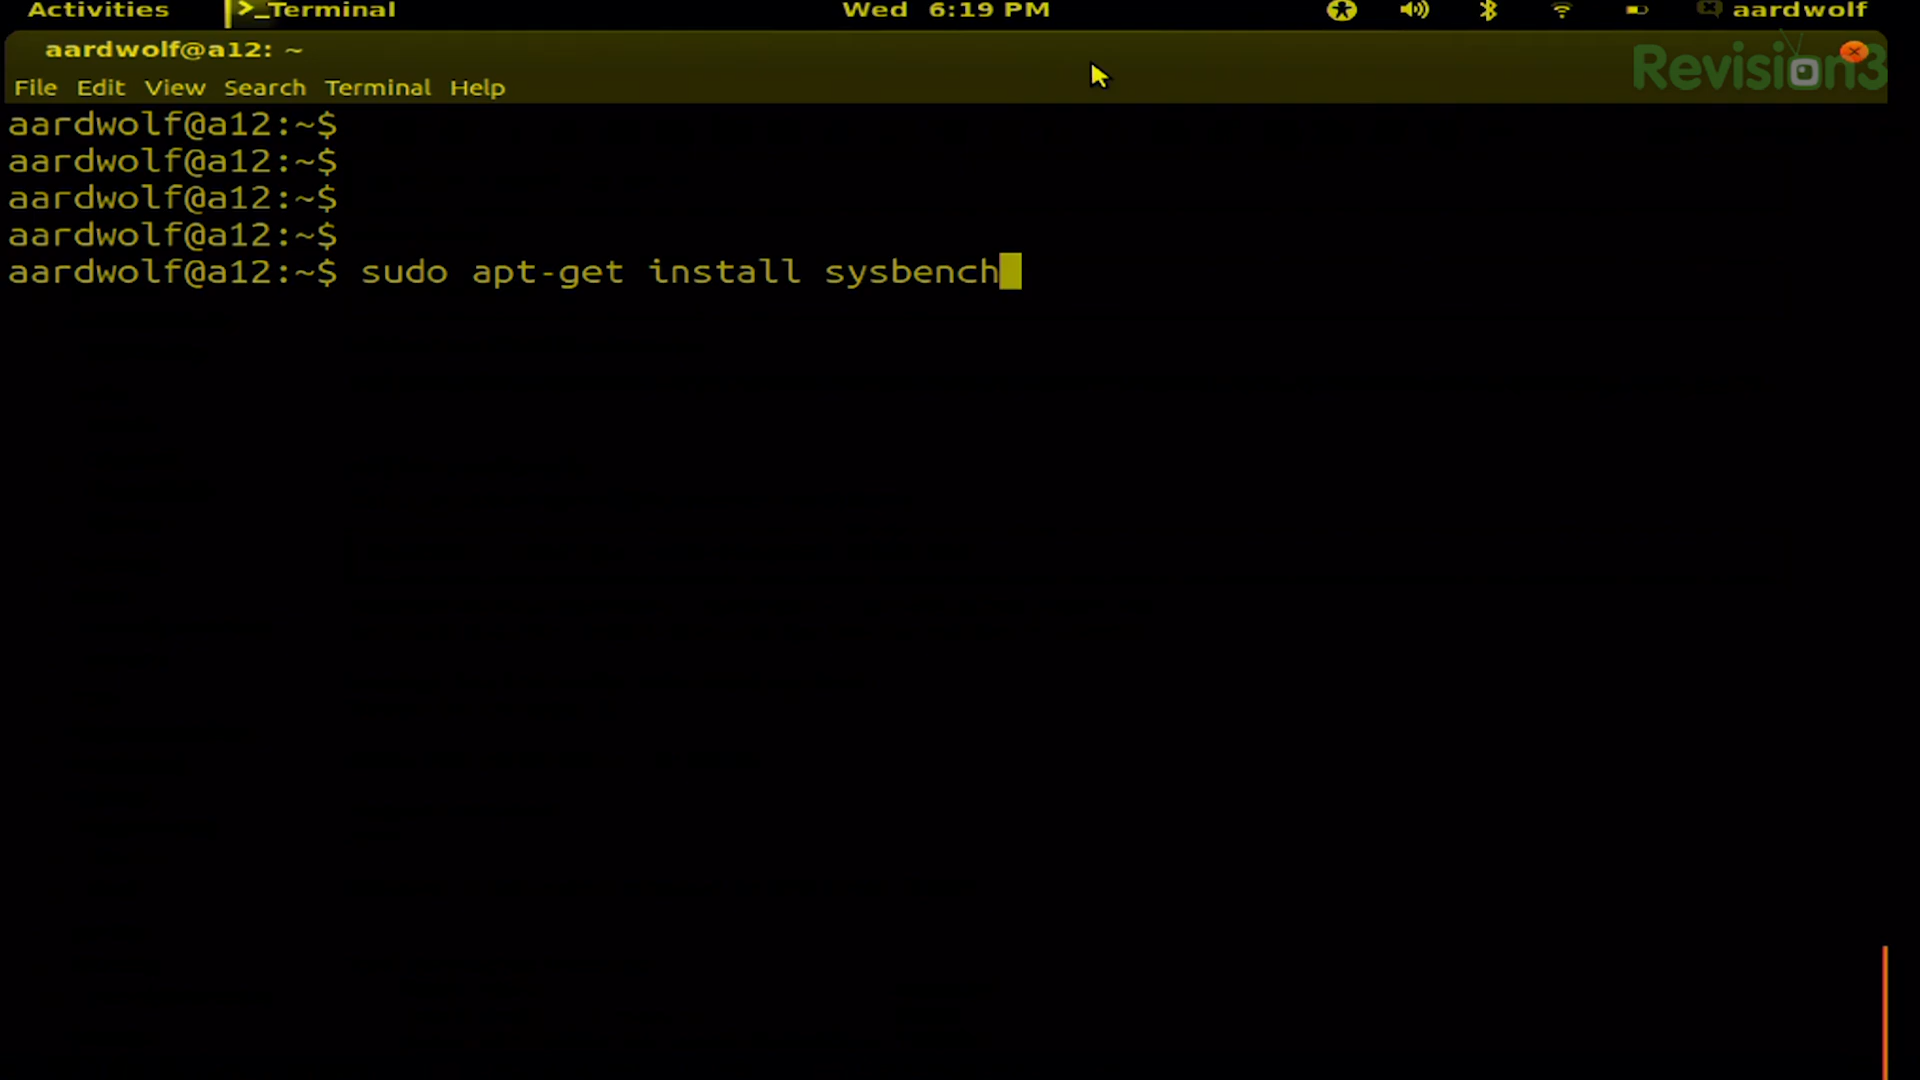 Activities >_Terminal Wed 6:19 PM aardwolf
aardwolf@a12: ~
Revision3
File Edit View Search Terminal Help
aardwolf@a12:~$
aardwolf@a12:~$
aardwolf@a12:~$
aardwolf@a12:~$
aardwolf@a12:~$ sudo apt-get install sysbench